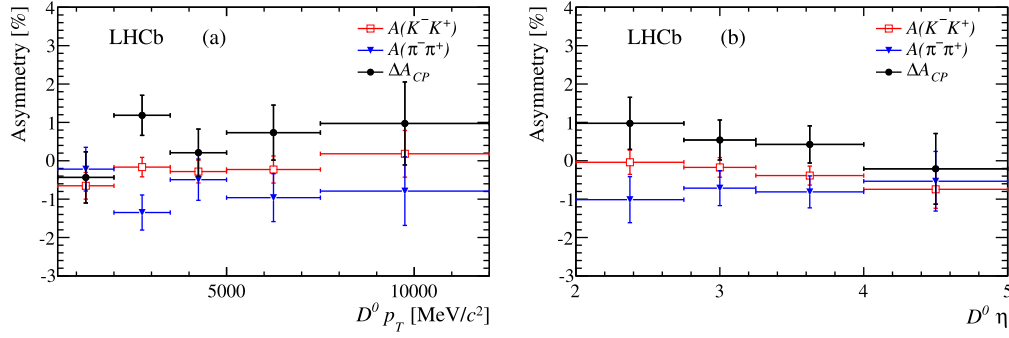 Asymmetry [%]
4
3
2
1
0
-1
-2
-3
LHCb (a)
A(K⁻K⁺)
A(π⁻π⁺)
ΔA_CP
5000 10000
D⁰ p_T [MeV/c²]
Asymmetry [%]
4
3
2
1
0
-1
-2
-3
LHCb (b)
A(K⁻K⁺)
A(π⁻π⁺)
ΔA_CP
2 3 4 5
D⁰ η